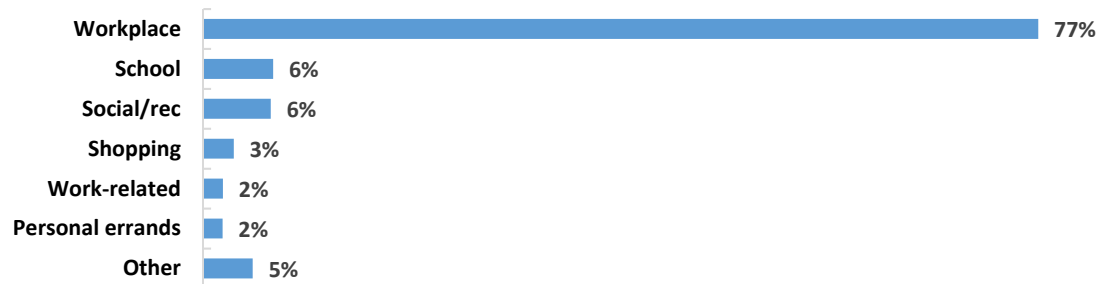 Workplace 77%
School 6%
Social/rec 6%
Shopping 3%
Work-related 2%
Personal errands 2%
Other 5%